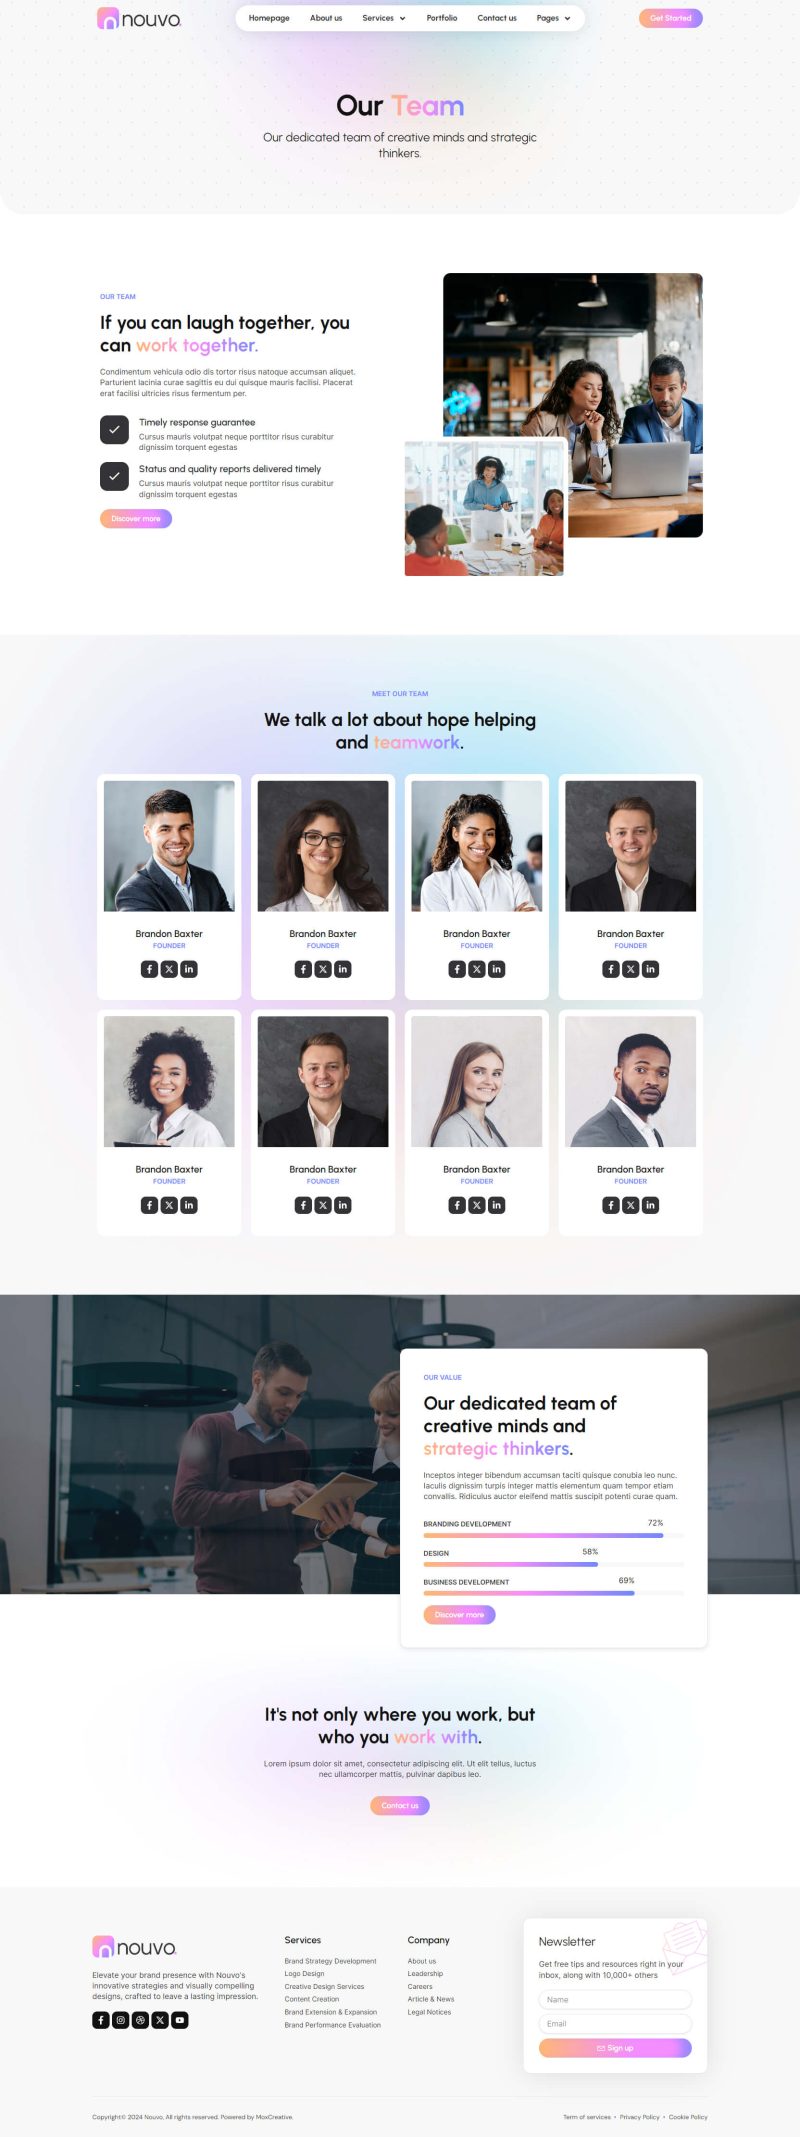 nouvo.
Homepage
About us
Services
Portfolio
Contact us
Pages
Get Started
Our Team
Our dedicated team of creative minds and strategic
thinkers.
OUR TEAM
If you can laugh together, you
can work together.
Condimentum vehicula odio dis tortor risus natoque accumsan aliquet.
Parturient lacinia curae sagittis eu dui quisque mauris facilisi. Placerat
erat facilisi ultricies risus fermentum per.
Timely response guarantee
Cursus mauris volutpat neque porttitor risus curabitur
dignissim torquent egestas
Status and quality reports delivered timely
Cursus mauris volutpat neque porttitor risus curabitur
dignissim torquent egestas
Discover more
MEET OUR TEAM
We talk a lot about hope helping
and teamwork.
Brandon Baxter
FOUNDER
Brandon Baxter
FOUNDER
Brandon Baxter
FOUNDER
Brandon Baxter
FOUNDER
Brandon Baxter
FOUNDER
Brandon Baxter
FOUNDER
Brandon Baxter
FOUNDER
Brandon Baxter
FOUNDER
OUR VALUE
Our dedicated team of
creative minds and
strategic thinkers.
Inceptos integer bibendum accumsan taciti quisque conubia leo nunc.
Iaculis dignissim turpis integer mattis elementum quam tempor etiam
convallis. Ridiculus auctor eleifend mattis suscipit potenti curae quam.
BRANDING DEVELOPMENT 72%
DESIGN 58%
BUSINESS DEVELOPMENT 69%
Discover more
It's not only where you work, but
who you work with.
Lorem ipsum dolor sit amet, consectetur adipiscing elit. Ut elit tellus, luctus
nec ullamcorper mattis, pulvinar dapibus leo.
Contact us
nouvo.
Elevate your brand presence with Nouvo's
innovative strategies and visually compelling
designs, crafted to leave a lasting impression.
Services
Brand Strategy Development
Logo Design
Creative Design Services
Content Creation
Brand Extension & Expansion
Brand Performance Evaluation
Company
About us
Leadership
Careers
Article & News
Legal Notices
Newsletter
Get free tips and resources right in your
inbox, along with 10,000+ others
Name
Email
Sign up
Copyright© 2024 Nouvo, All rights reserved. Powered by MoxCreative.
Term of services • Privacy Policy • Cookie Policy